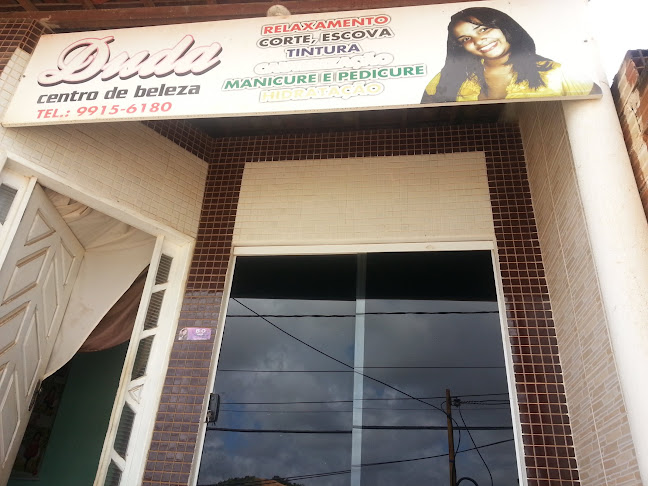 Duda
centro de beleza
TEL.: 9915-6180
RELAXAMENTO
CORTE, ESCOVA
TINTURA
MANICURE E PEDICURE
HIDRATAÇÃO